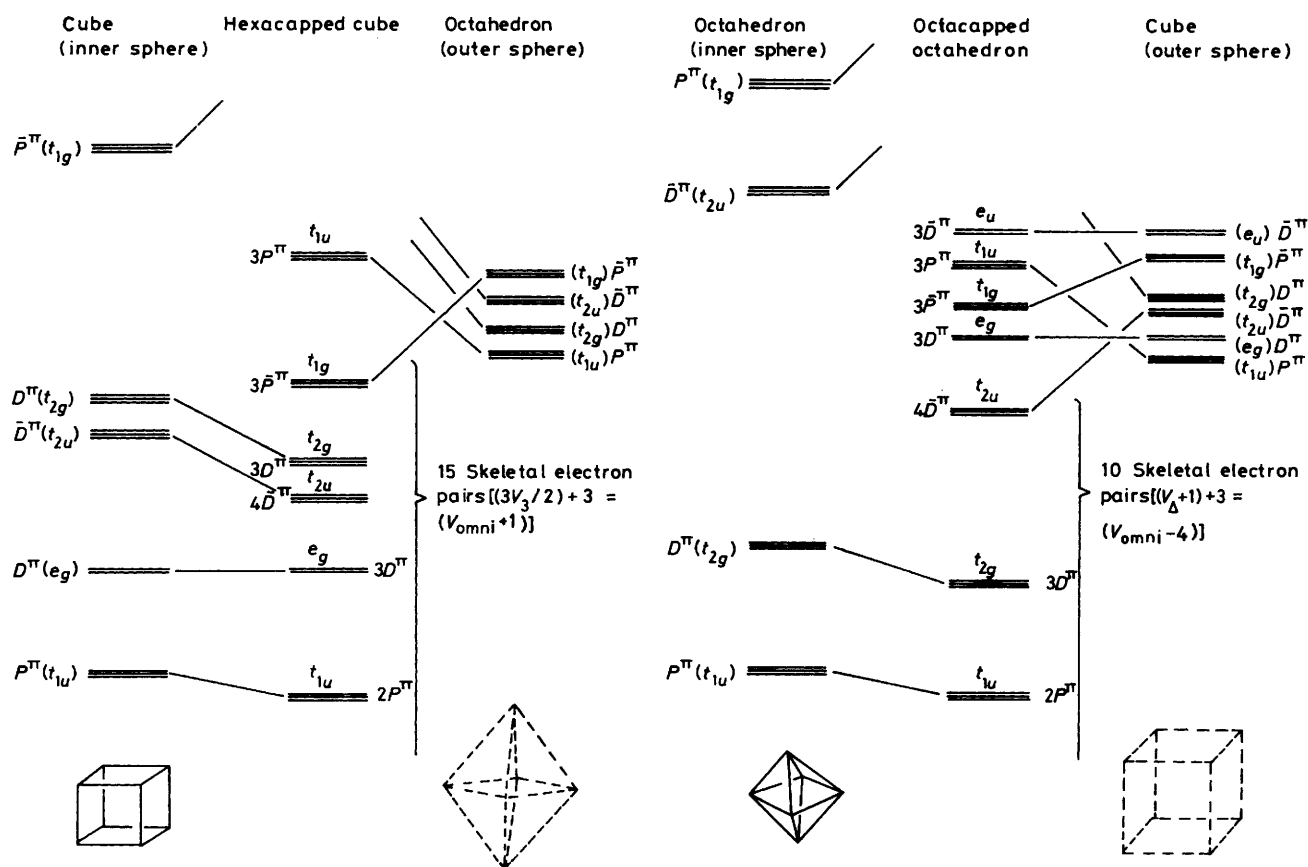 Cube
(inner sphere)
Hexacapped cube
Octahedron
(outer sphere)
P̄^π(t₁g)
t₁u
3P^π
(t₁g)P̄^π
(t₂u)D̄^π
(t₂g)D^π
(t₁u)P^π
t₁g
3P̄^π
D^π(t₂g)
D̄^π(t₂u)
t₂g
3D^π
t₂u
4D̄^π
15 Skeletal electron
pairs[(3V₃/2)+3 =
(V_omni+1)]
D^π(e_g)
e_g
3D^π
P^π(t₁u)
t₁u
2P^π
Octahedron
(inner sphere)
Octacapped
octahedron
Cube
(outer sphere)
P^π(t₁g)
D̄^π(t₂u)
e_u
3D̄^π
(e_u) D̄^π
t₁u
3P^π
(t₁g)P̄^π
t₁g
3P̄^π
(t₂g)D^π
(t₂u)D̄^π
e_g
3D^π
(e_g)D^π
(t₁u)P^π
t₂u
4D̄^π
10 Skeletal electron
pairs[(V_Δ+1)+3 =
(V_omni−4)]
D^π(t₂g)
t₂g
3D^π
P^π(t₁u)
t₁u
2P^π